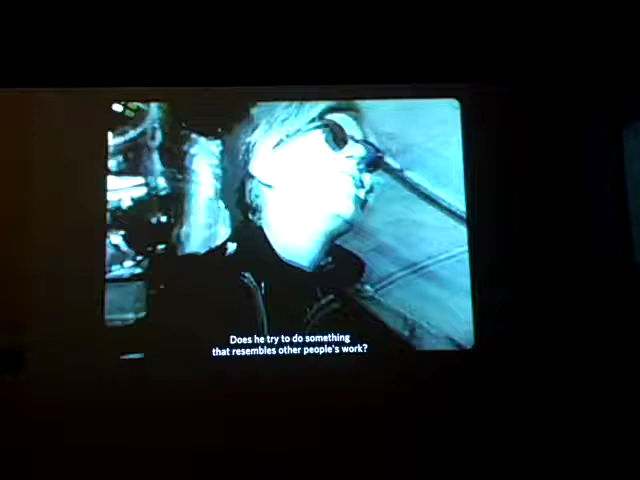 Does he try to do something
that resembles other people's work?